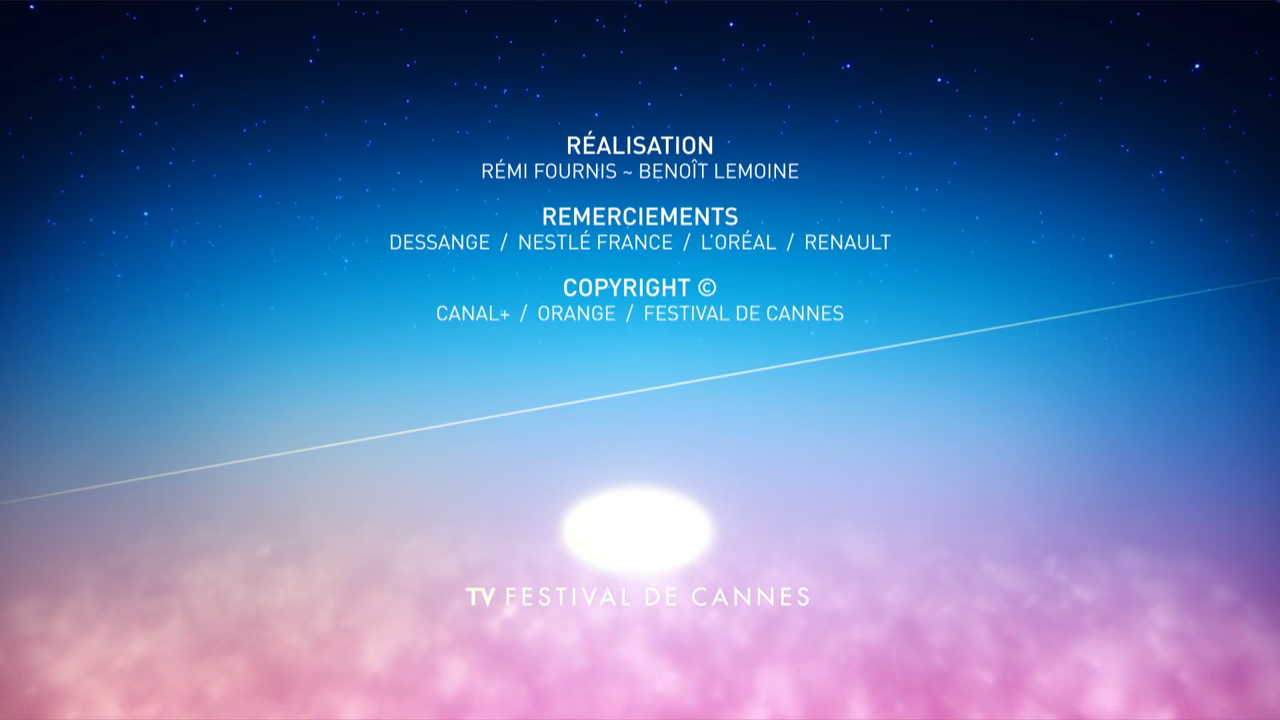 RÉALISATION
RÉMI FOURNIS ~ BENOÎT LEMOINE
REMERCIEMENTS
DESSANGE / NESTLÉ FRANCE / L'ORÉAL / RENAULT
COPYRIGHT ©
CANAL+ / ORANGE / FESTIVAL DE CANNES
TV FESTIVAL DE CANNES